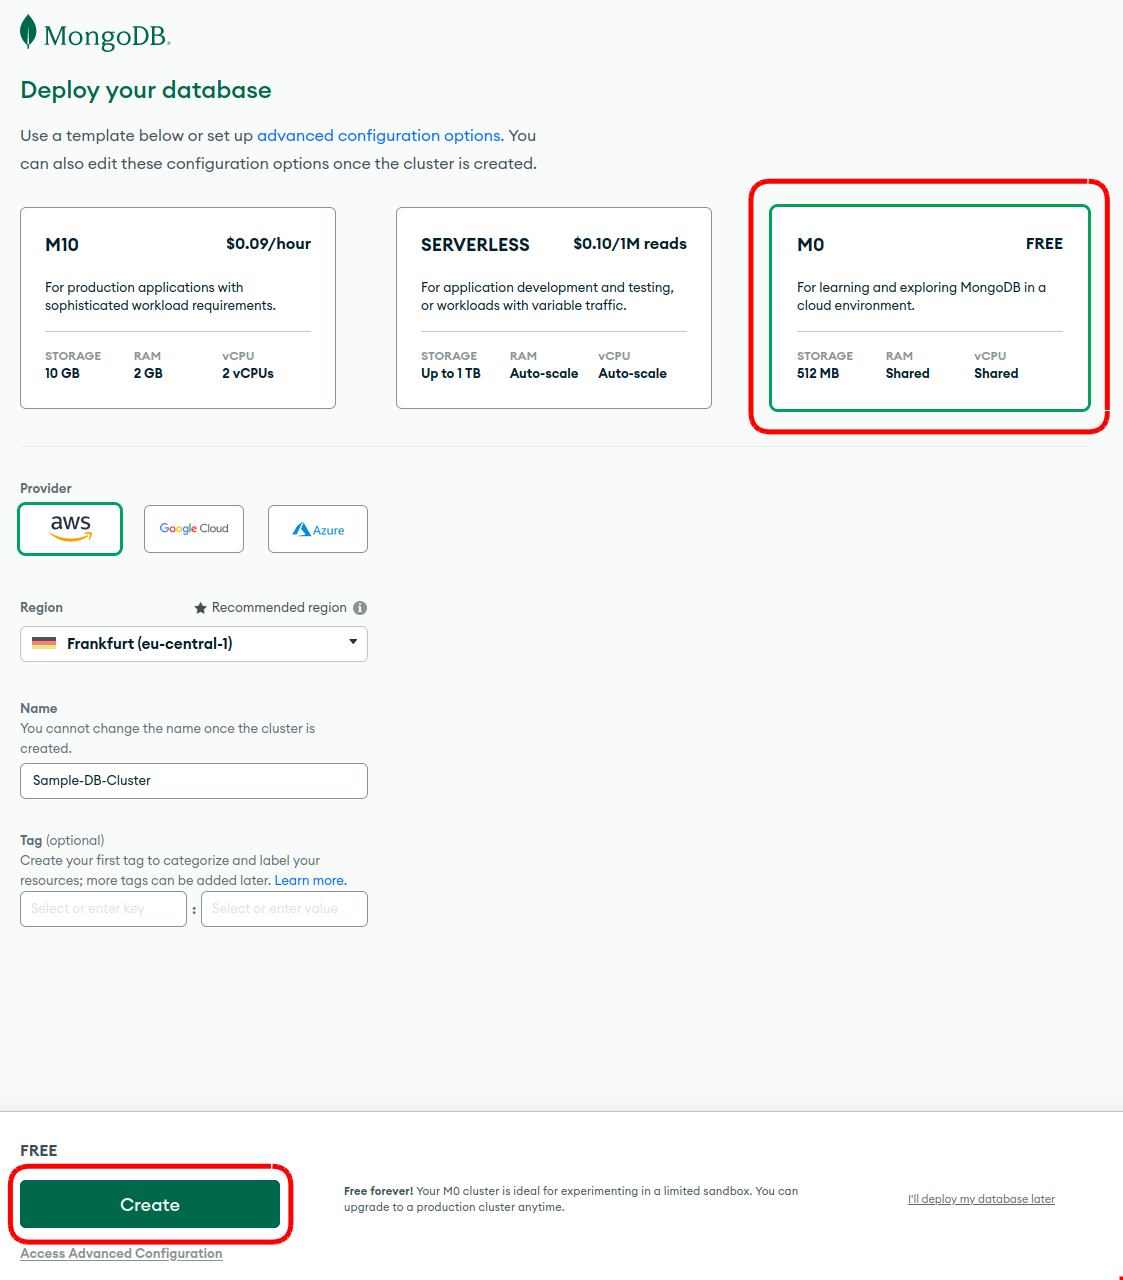 MongoDB.
Deploy your database
Use a template below or set up advanced configuration options. You
can also edit these configuration options once the cluster is created.
M10 $0.09/hour
For production applications with
sophisticated workload requirements.
STORAGE RAM vCPU
10 GB 2 GB 2 vCPUs
SERVERLESS $0.10/1M reads
For application development and testing,
or workloads with variable traffic.
STORAGE RAM vCPU
Up to 1 TB Auto-scale Auto-scale
M0 FREE
For learning and exploring MongoDB in a
cloud environment.
STORAGE RAM vCPU
512 MB Shared Shared
Provider
aws Google Cloud Azure
Region ★ Recommended region i
Frankfurt (eu-central-1)
Name
You cannot change the name once the cluster is
created.
Sample-DB-Cluster
Tag (optional)
Create your first tag to categorize and label your
resources; more tags can be added later. Learn more.
Select or enter key : Select or enter value
FREE
Create
Access Advanced Configuration
Free forever! Your M0 cluster is ideal for experimenting in a limited sandbox. You can
upgrade to a production cluster anytime.
I'll deploy my database later